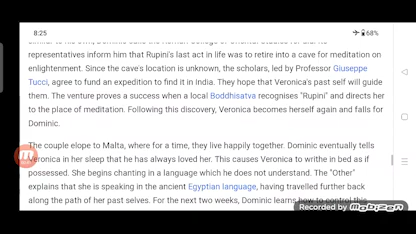 8:25
68%
similar to his own, Dominic calls the Roman College of Oriental Studies
representatives inform him that Rupini's last act in life was to retire into a cave for meditation on
enlightenment. Since the cave's location is unknown, the scholars, led by Professor Giuseppe
Tucci, agree to fund an expedition to find it in India. They hope that Veronica's past self will guide
them. The venture proves a success when a local Boddhisatva recognises "Rupini" and directs her
to the place of meditation. Following this discovery, Veronica becomes herself again and falls for
Dominic.
The couple elope to Malta, where for a time, they live happily together. Dominic eventually tells
Veronica in her sleep that he has always loved her. This causes Veronica to writhe in bed as if
possessed. She begins chanting in a language which he does not understand. The "Other"
explains that she is speaking in the ancient Egyptian language, having travelled further back
along the path of her past selves. For the next two weeks, Dominic learns how to control this
Recorded by
Mobizen